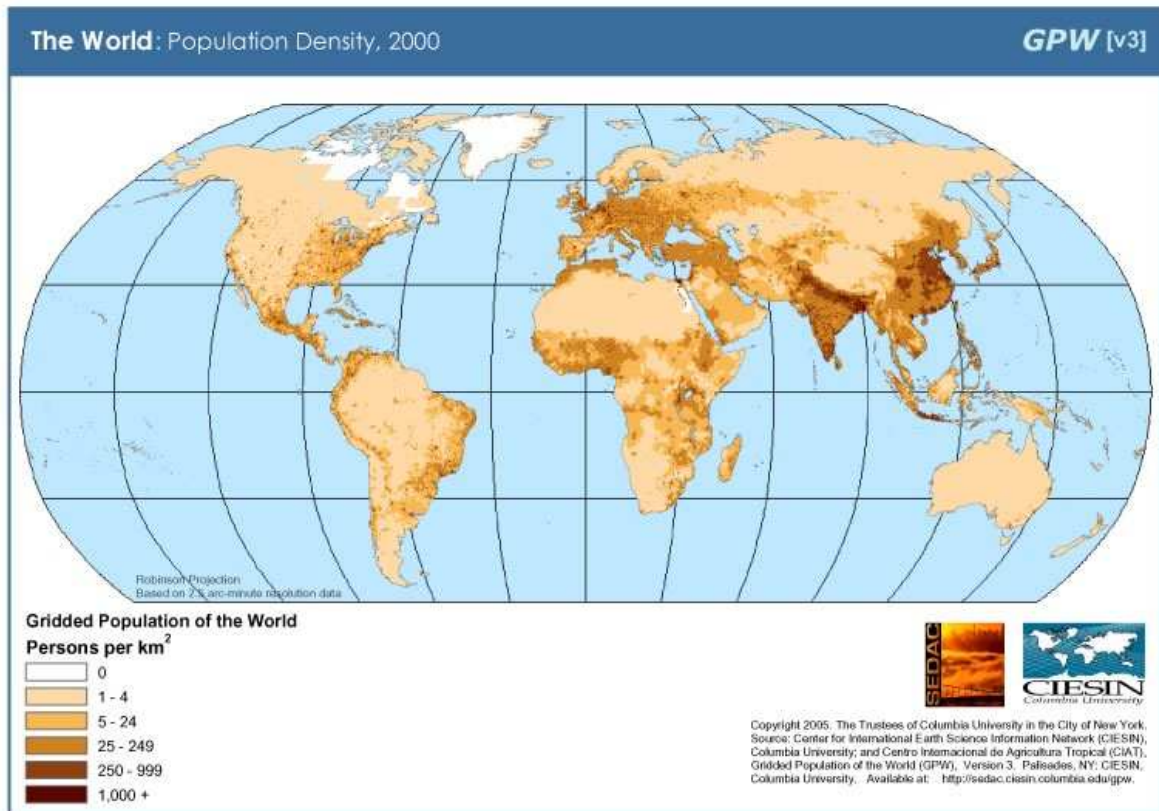 The World: Population Density, 2000
GPW [v3]
Robinson Projection
Based on 2.5 arc-minute resolution data
Gridded Population of the World
Persons per km²
0
1 - 4
5 - 24
25 - 249
250 - 999
1,000 +
SEDAC
CIESIN
Columbia University
Copyright 2005. The Trustees of Columbia University in the City of New York.
Source: Center for International Earth Science Information Network (CIESIN),
Columbia University; and Centro Internacional de Agricultura Tropical (CIAT),
Gridded Population of the World (GPW), Version 3. Palisades, NY: CIESIN,
Columbia University. Available at: http://sedac.ciesin.columbia.edu/gpw.